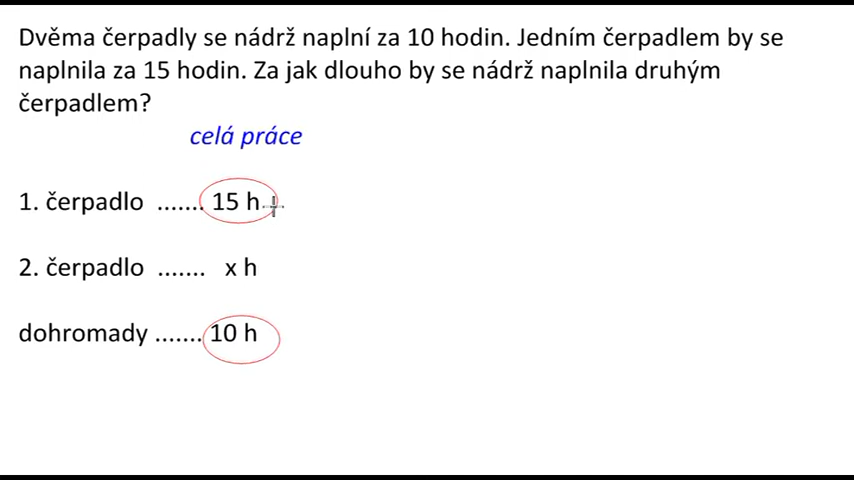 Dvěma čerpadly se nádrž naplní za 10 hodin. Jedním čerpadlem by se
naplnila za 15 hodin. Za jak dlouho by se nádrž naplnila druhým
čerpadlem?
celá práce
1. čerpadlo ....... 15 h
2. čerpadlo ....... x h
dohromady ....... 10 h